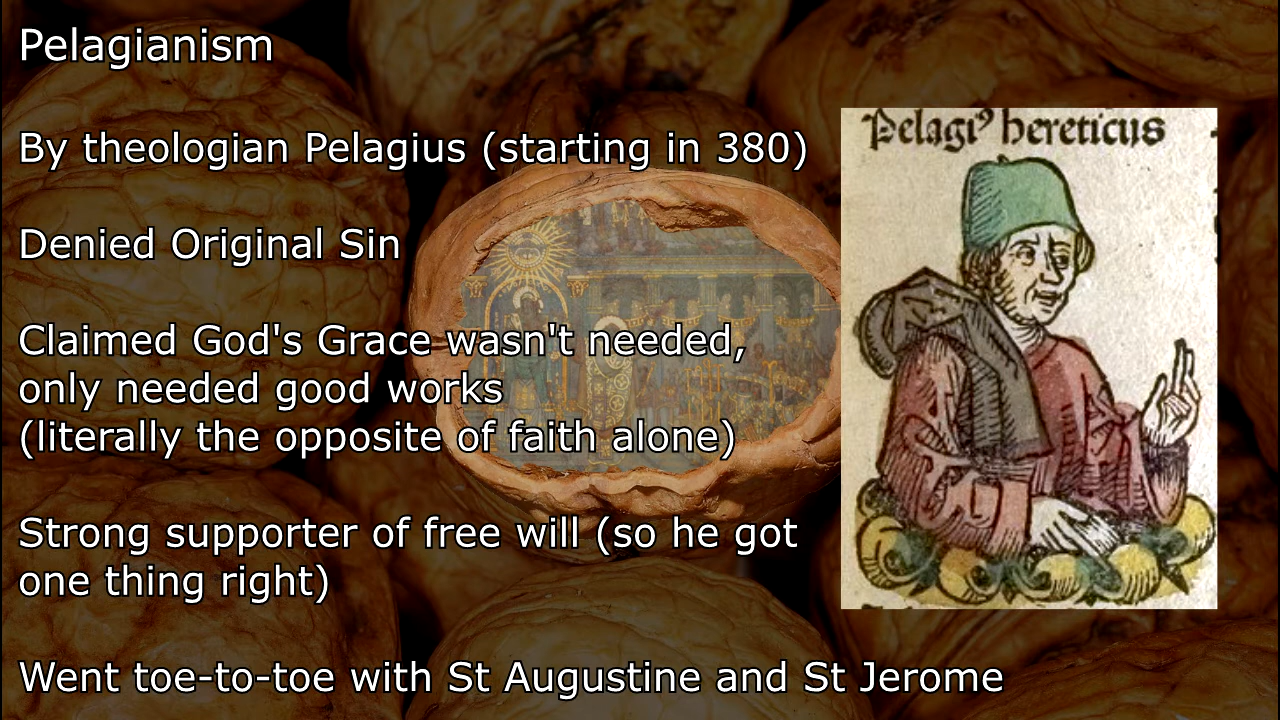 Pelagianism
By theologian Pelagius (starting in 380)
Denied Original Sin
Claimed God's Grace wasn't needed,
only needed good works
(literally the opposite of faith alone)
Strong supporter of free will (so he got
one thing right)
Went toe-to-toe with St Augustine and St Jerome
Pelagiꝰ hereticus